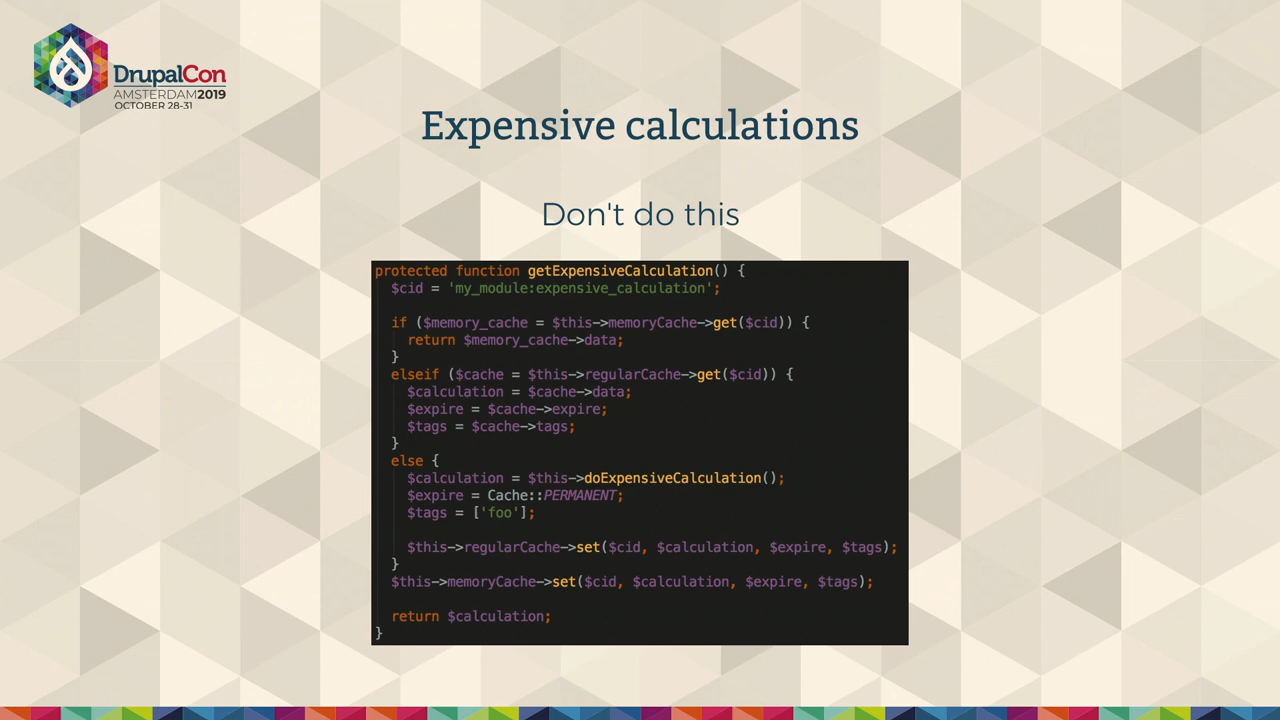 DrupalCon
AMSTERDAM2019
OCTOBER 28-31
Expensive calculations
Don't do this
protected function getExpensiveCalculation() {
  $cid = 'my_module:expensive_calculation';
  if ($memory_cache = $this->memoryCache->get($cid)) {
    return $memory_cache->data;
  }
  elseif ($cache = $this->regularCache->get($cid)) {
    $calculation = $cache->data;
    $expire = $cache->expire;
    $tags = $cache->tags;
  }
  else {
    $calculation = $this->doExpensiveCalculation();
    $expire = Cache::PERMANENT;
    $tags = ['foo'];
    $this->regularCache->set($cid, $calculation, $expire, $tags);
  }
  $this->memoryCache->set($cid, $calculation, $expire, $tags);
  return $calculation;
}